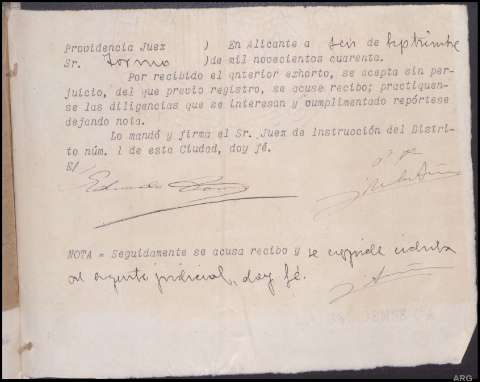 Providencia Juez ) En Alicante a seis de septiembre
Sr. Tormo )de mil novecientos cuarenta.
Por recibido el anterior exhorto, se acepta sin per-
juicio, del que previo registro, se acuse recibo; practiquen-
se las diligencias que se interesan y cumplimentado repórtese
dejando nota.
Lo mandó y firma el Sr. Juez de Instrucción del Distri-
to núm. 1 de esta Ciudad, doy fé.
E/
NOTA = Seguidamente se acusa recibo y se expide cédula
al agente judicial, doy fé.
ARG